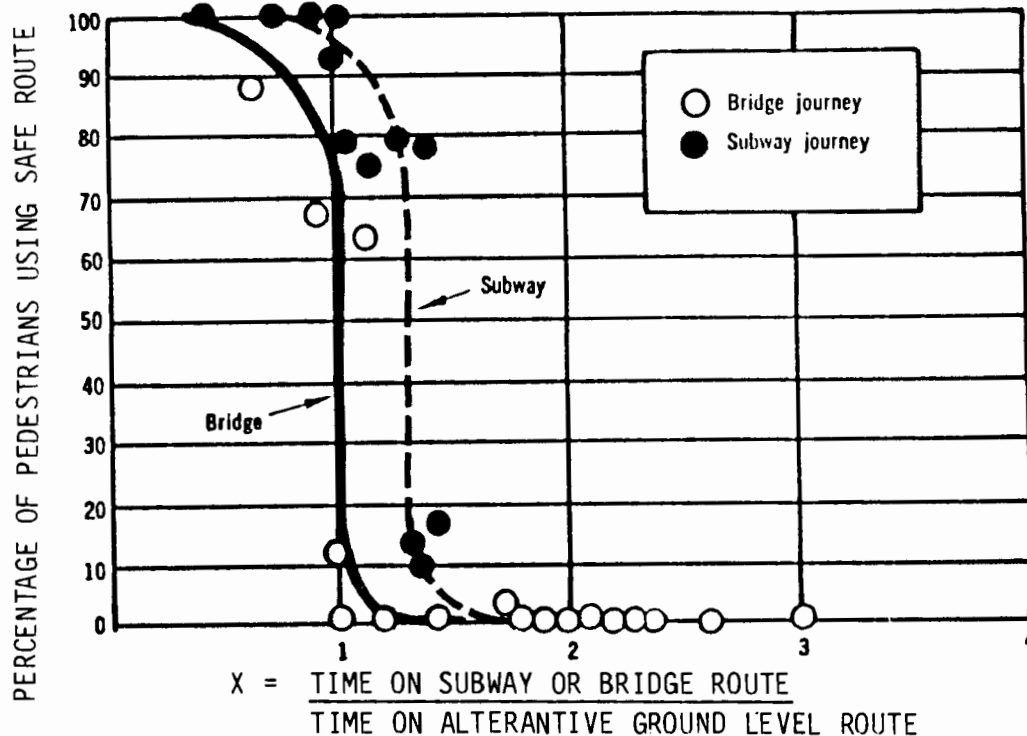 PERCENTAGE OF PEDESTRIANS USING SAFE ROUTE
100
90
80
70
60
50
40
30
20
10
0
Bridge journey
Subway journey
Subway
Bridge
1
2
3
4
X = TIME ON SUBWAY OR BRIDGE ROUTE
TIME ON ALTERANTIVE GROUND LEVEL ROUTE